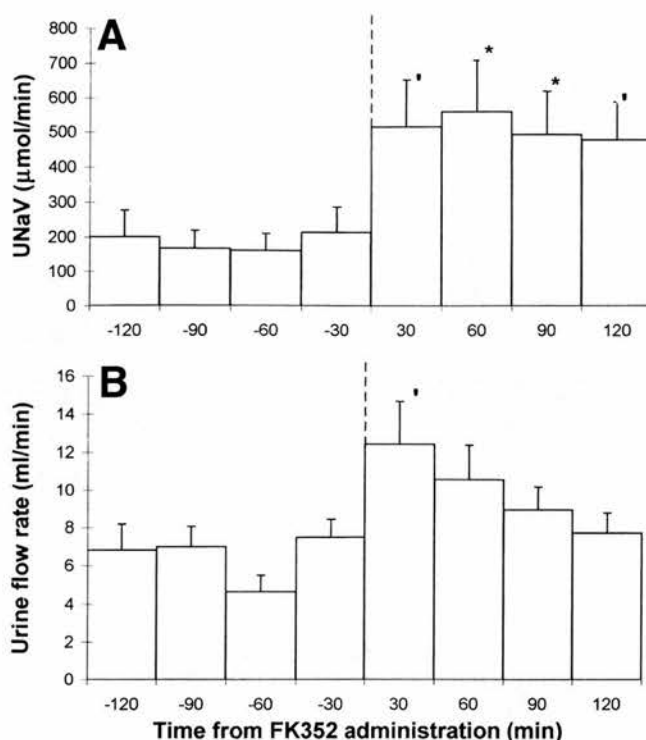 A
UNaV (μmol/min)
800
700
600
500
400
300
200
100
0
' * * '
-120 -90 -60 -30 30 60 90 120
B
Urine flow rate (ml/min)
16
14
12
10
8
6
4
2
0
'
-120 -90 -60 -30 30 60 90 120
Time from FK352 administration (min)